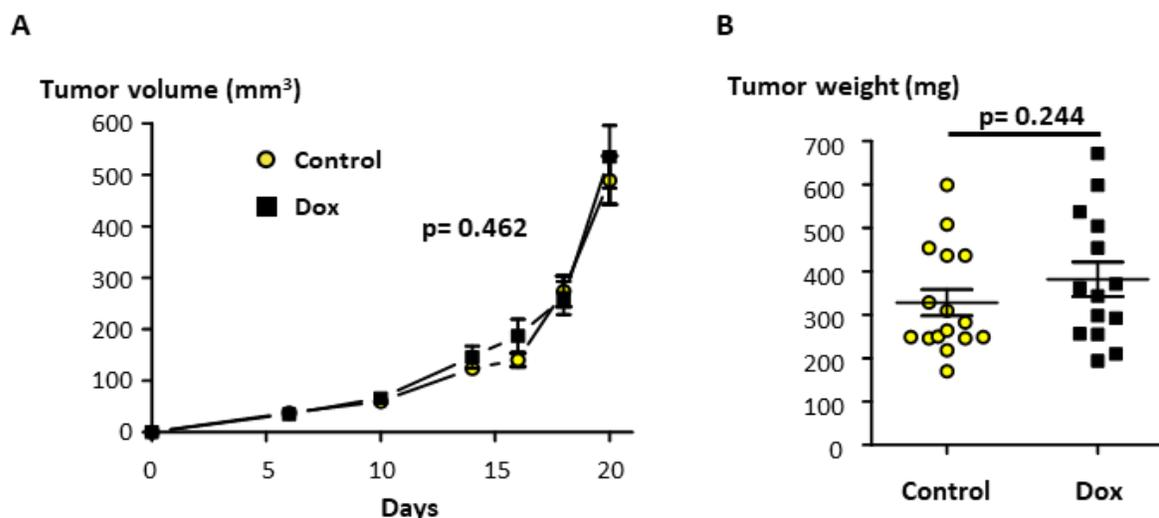 A
Tumor volume (mm³)
600
500
400
300
200
100
0
Control
Dox
p= 0.462
0 5 10 15 20
Days
B
Tumor weight (mg)
p= 0.244
700
600
500
400
300
200
100
0
Control Dox